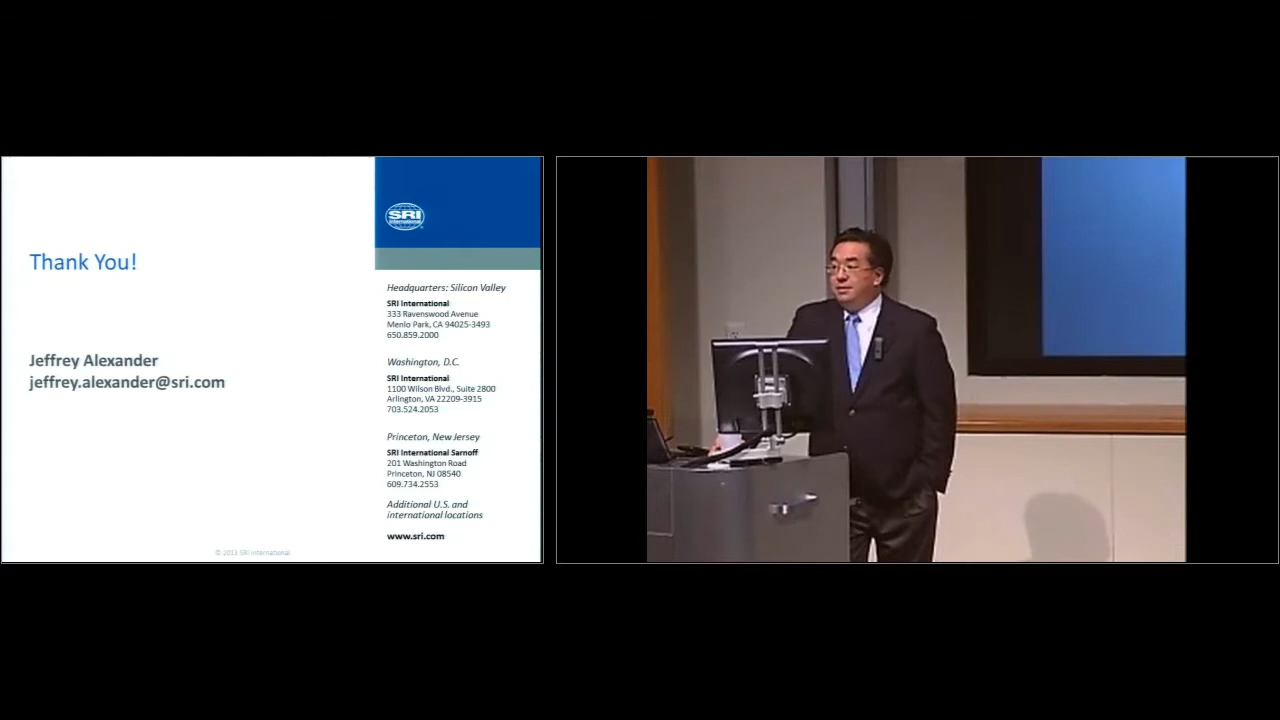 Thank You!
Jeffrey Alexander
jeffrey.alexander@sri.com
SRI
International
Headquarters: Silicon Valley
SRI International
333 Ravenswood Avenue
Menlo Park, CA 94025-3493
650.859.2000
Washington, D.C.
SRI International
1100 Wilson Blvd., Suite 2800
Arlington, VA 22209-3915
703.524.2053
Princeton, New Jersey
SRI International Sarnoff
201 Washington Road
Princeton, NJ 08540
609.734.2553
Additional U.S. and
international locations
www.sri.com
© 2013 SRI International